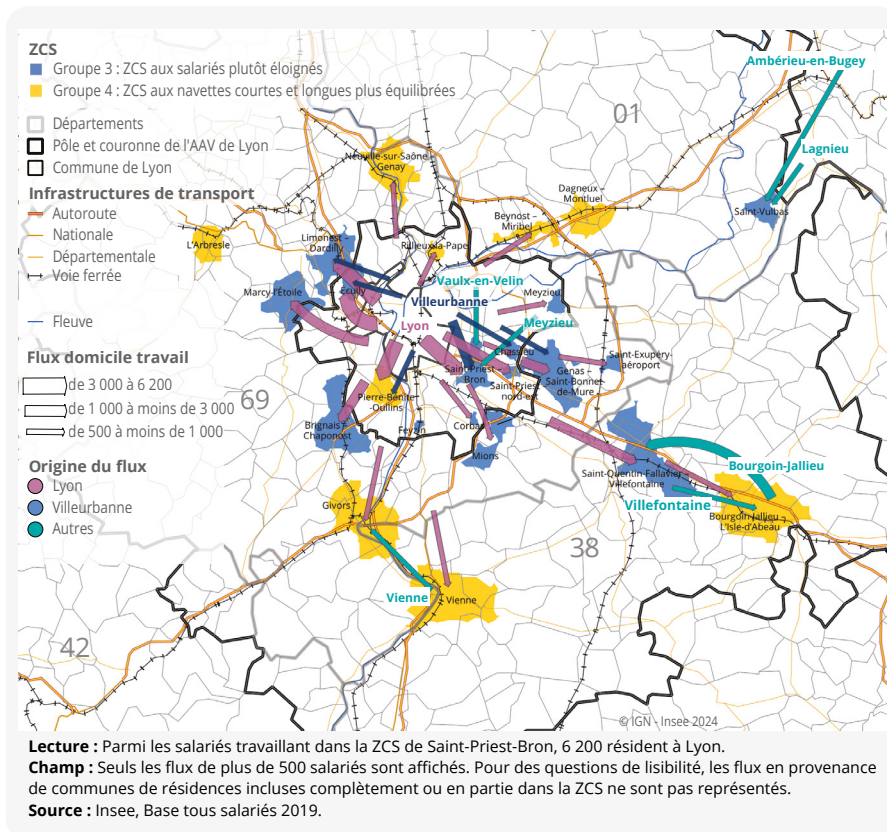 ZCS
Groupe 3 : ZCS aux salariés plutôt éloignés
Groupe 4 : ZCS aux navettes courtes et longues plus équilibrées
Départements
Pôle et couronne de l'AAV de Lyon
Commune de Lyon
Infrastructures de transport
Autoroute
Nationale
Départementale
Voie ferrée
Fleuve
Flux domicile travail
de 3 000 à 6 200
de 1 000 à moins de 3 000
de 500 à moins de 1 000
Origine du flux
Lyon
Villeurbanne
Autres
Ambérieu-en-Bugey
01
Lagnieu
Neuville-sur-Saône -
Genay
Dagneux -
Montluel
Saint-Vulbas
Beynost -
Miribel
L'Arbresle
Limonest -
Dardilly
Rillieux-la-Pape
Vaulx-en-Velin
Marcy-l'Étoile
Écully
Villeurbanne
Meyzieu
Lyon
Meyzieu
Chassieu
Saint-Exupéry-
aéroport
Saint-Priest -
Bron
Genas -
Saint-Bonnet-
de-Mure
Saint-Priest
nord-est
69
Pierre-Bénite
-Oullins
Brignais -
Chaponost
Feyzin
Corbas
Mions
Bourgoin-Jallieu
Saint-Quentin-Fallavier -
Villefontaine
Villefontaine
Givors
Bourgoin-Jallieu -
L'Isle-d'Abeau
38
Vienne
Vienne
42
© IGN - Insee 2024
Lecture : Parmi les salariés travaillant dans la ZCS de Saint-Priest-Bron, 6 200 résident à Lyon.
Champ : Seuls les flux de plus de 500 salariés sont affichés. Pour des questions de lisibilité, les flux en provenance
de communes de résidences incluses complètement ou en partie dans la ZCS ne sont pas représentés.
Source : Insee, Base tous salariés 2019.